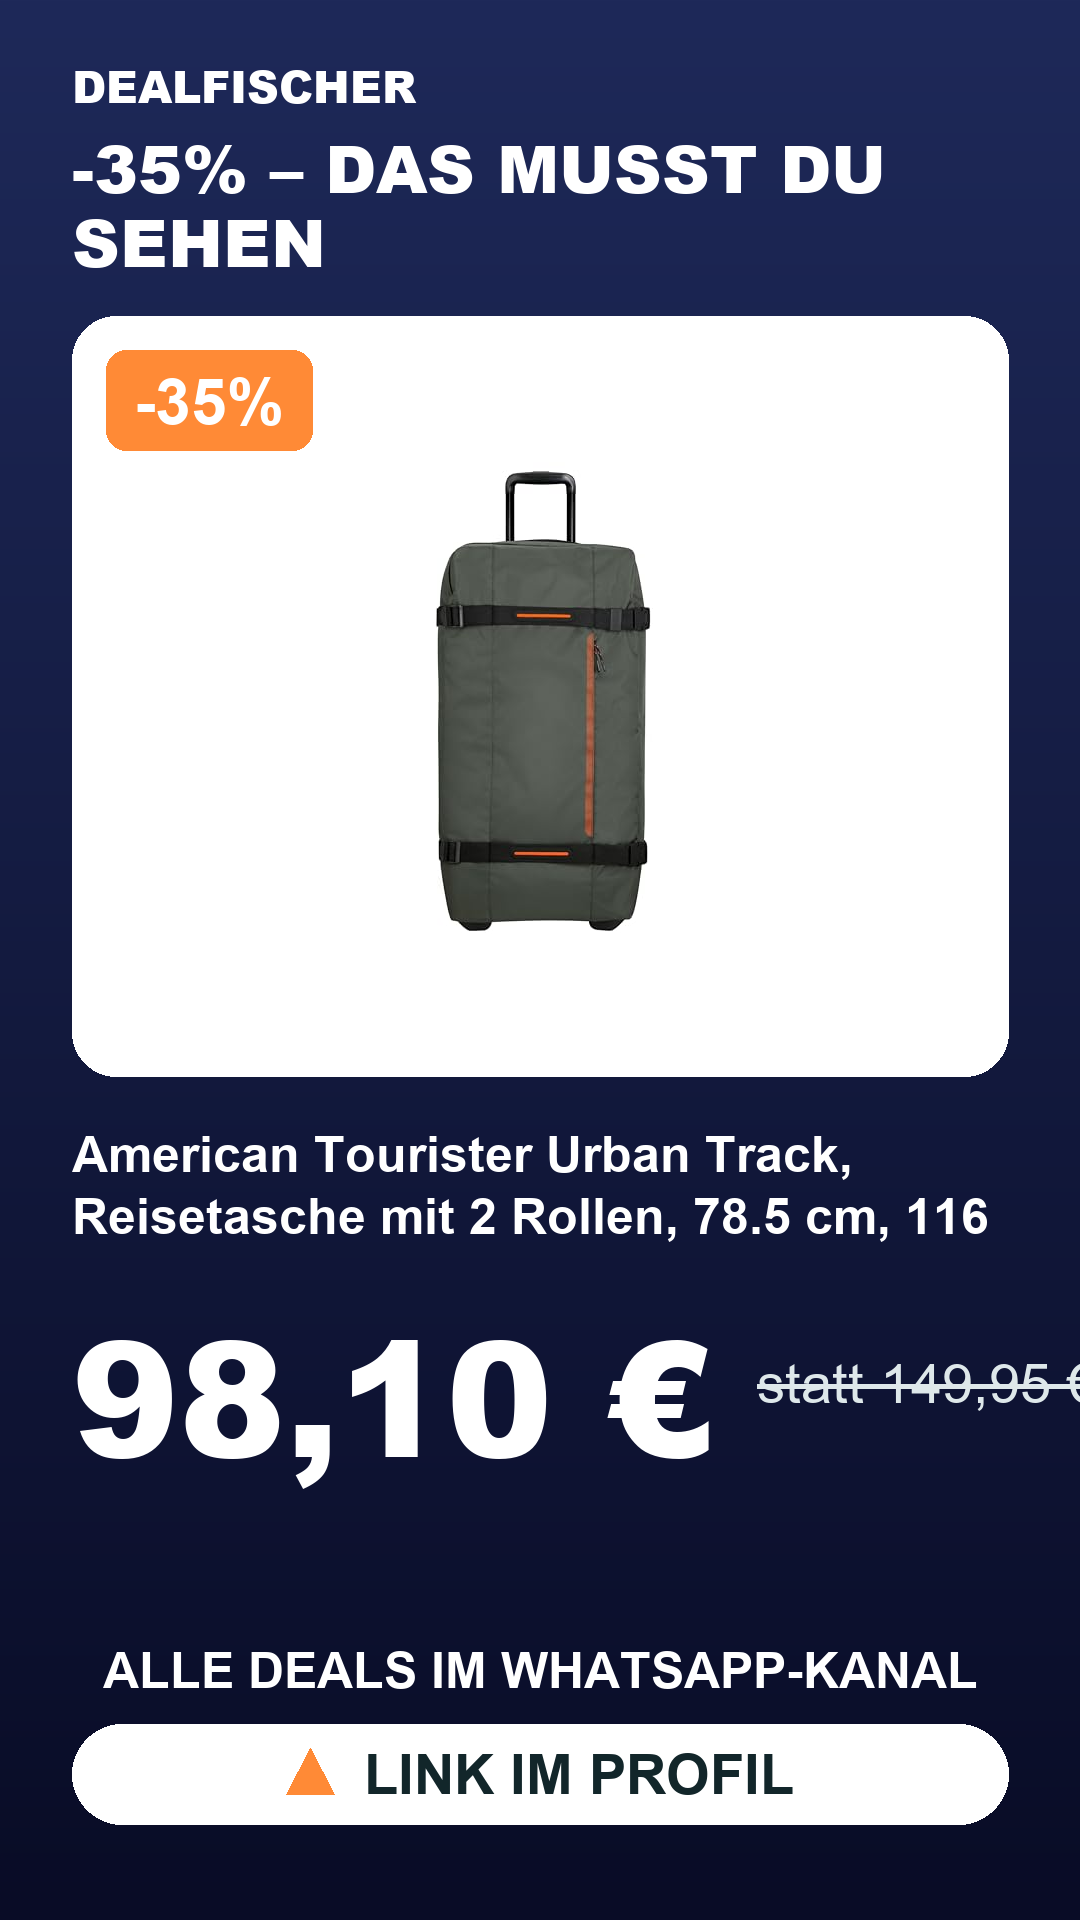 DEALFISCHER
-35% – DAS MUSST DU
SEHEN
-35%
American Tourister Urban Track,
Reisetasche mit 2 Rollen, 78.5 cm, 116
98,10 € statt 149,95 €
ALLE DEALS IM WHATSAPP-KANAL
LINK IM PROFIL